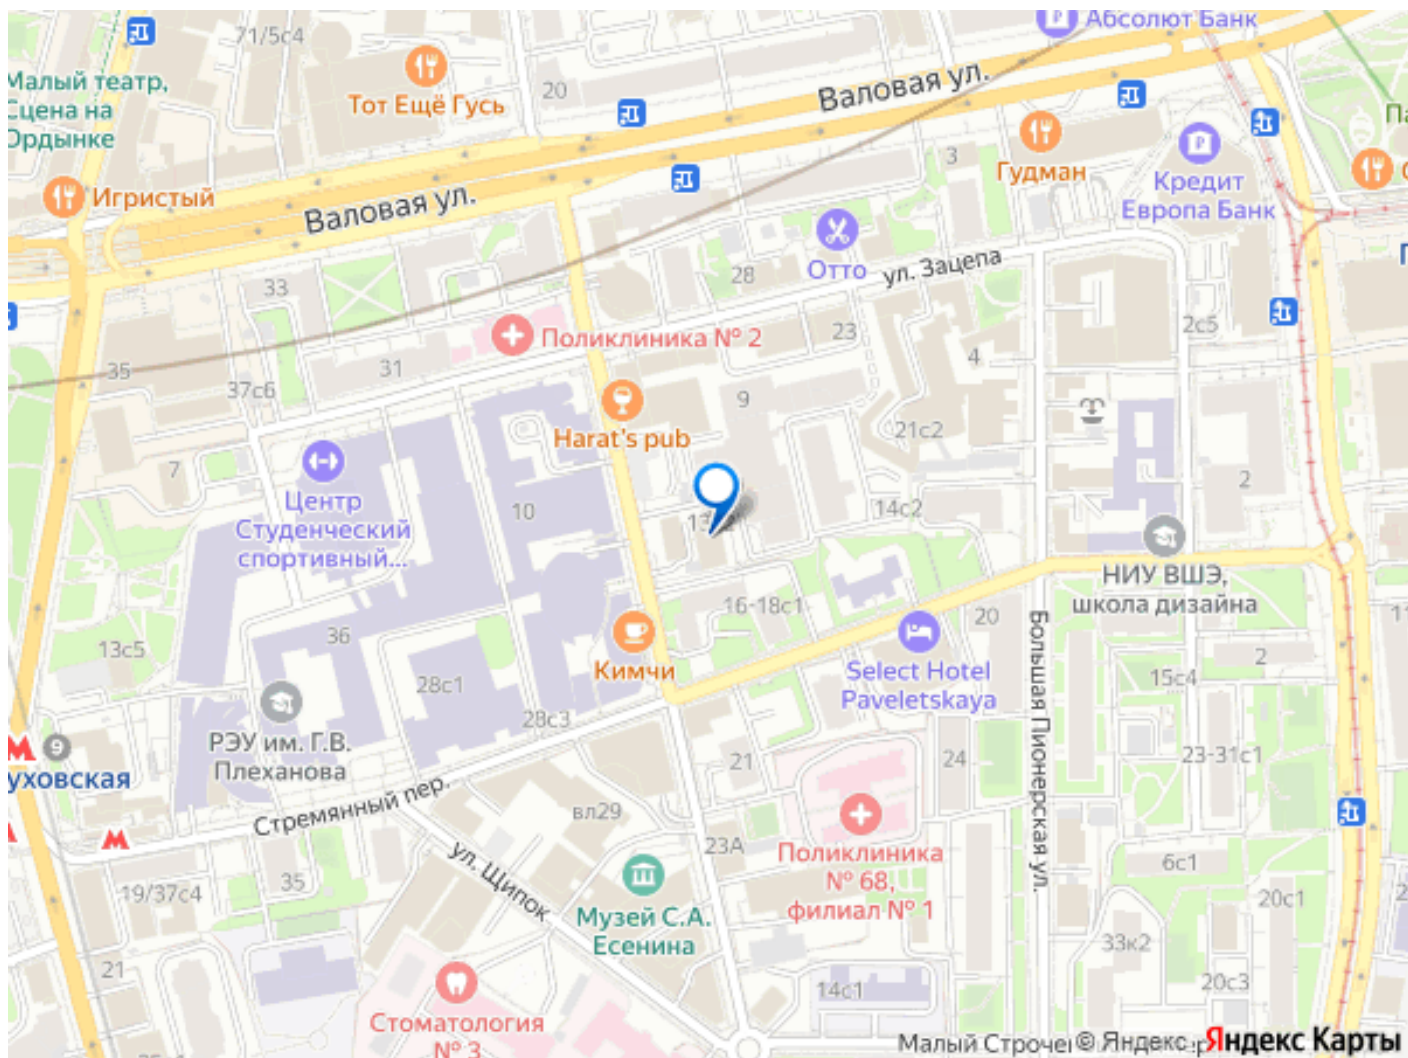 Абсолют Банк
71/5с4
Малый театр,
Сцена на
Ордынке
Тот Ещё Гусь
20
Валовая ул.
Гудман
3
Кредит
Европа Банк
Игристый
Валовая ул.
Отто
ул. Зацепа
28
33
Поликлиника № 2
23
2с5
4
35
31
37с6
9
Harat's pub
21с2
7
Центр
Студенческий
спортивный...
10
14с2
2
НИУ ВШЭ,
школа дизайна
16-18с1
20
36
13с5
Кимчи
Select Hotel
Paveletskaya
Большая Пионерская ул.
2
15с4
28с1
28с3
РЭУ им. Г.В.
Плеханова
9
уховская
21
24
23-31с1
Стремянный пер.
вл29
23А
Поликлиника
№ 68,
филиал № 1
6с1
ул. Щипок
35
19/37с4
Музей С.А.
Есенина
20с1
33к2
21
14с1
20с3
Стоматология
№ 3
Малый Строче
© Яндекс
Яндекс Карты